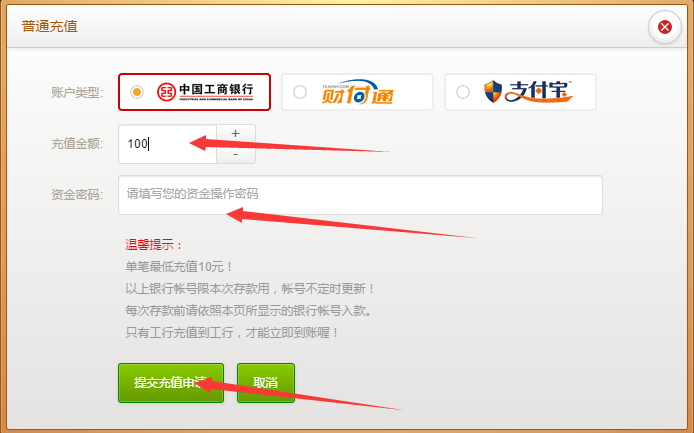 普通充值
账户类型:
中国工商银行
INDUSTRIAL AND COMMERCIAL BANK OF CHINA
TENPAY.COM
财付通
支付宝
充值金额:
100
+
-
资金密码:
请填写您的资金操作密码
温馨提示：
单笔最低充值10元！
以上银行帐号限本次存款用，帐号不定时更新！
每次存款前请依照本页所显示的银行帐号入款。
只有工行充值到工行，才能立即到账喔！
提交充值申请
取消